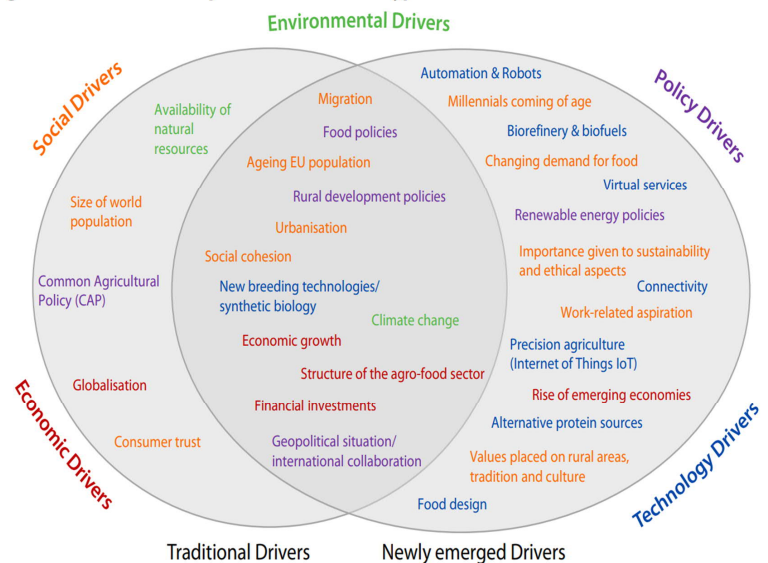 Environmental Drivers
Social Drivers
Policy Drivers
Economic Drivers
Technology Drivers
Availability of
natural
resources
Size of world
population
Common Agricultural
Policy (CAP)
Globalisation
Consumer trust
Migration
Food policies
Ageing EU population
Rural development policies
Urbanisation
Social cohesion
New breeding technologies/
synthetic biology
Climate change
Economic growth
Structure of the agro-food sector
Financial investments
Geopolitical situation/
international collaboration
Automation & Robots
Millennials coming of age
Biorefinery & biofuels
Changing demand for food
Virtual services
Renewable energy policies
Importance given to sustainability
and ethical aspects
Connectivity
Work-related aspiration
Precision agriculture
(Internet of Things IoT)
Rise of emerging economies
Alternative protein sources
Values placed on rural areas,
tradition and culture
Food design
Traditional Drivers
Newly emerged Drivers